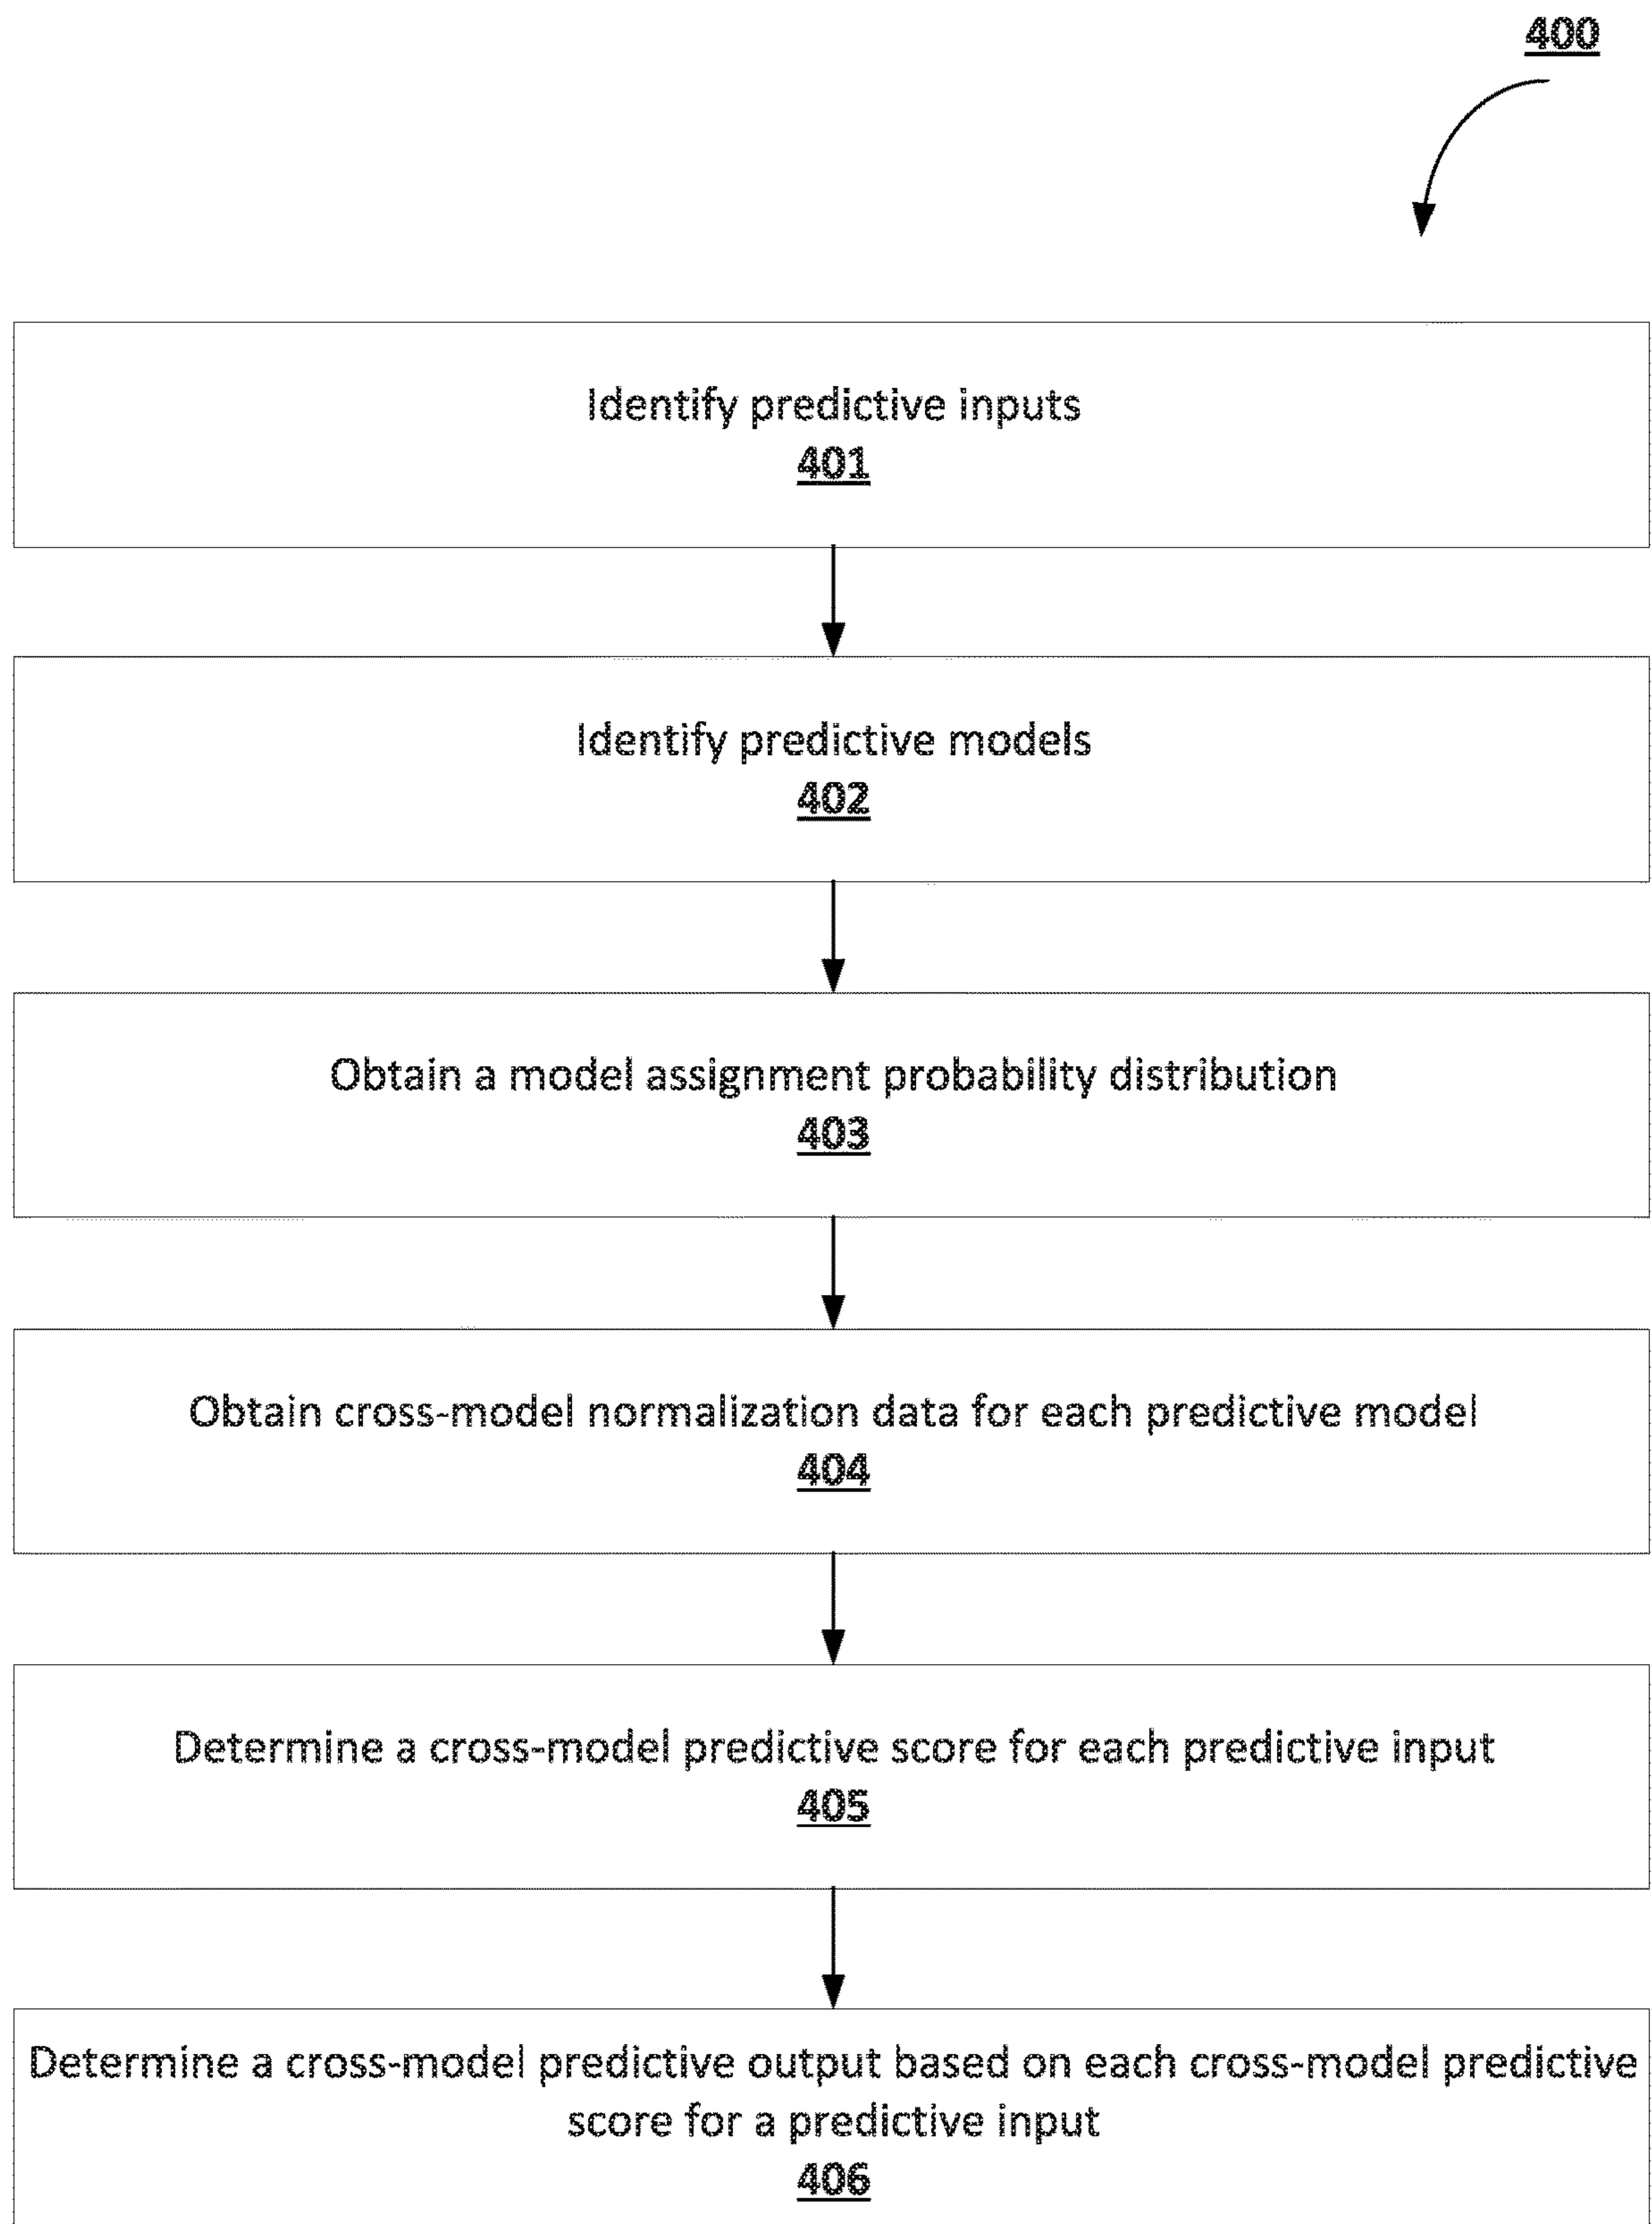 400
Identify predictive inputs
401
Identify predictive models
402
Obtain a model assignment probability distribution
403
Obtain cross-model normalization data for each predictive model
404
Determine a cross-model predictive score for each predictive input
405
Determine a cross-model predictive output based on each cross-model predictive
score for a predictive input
406